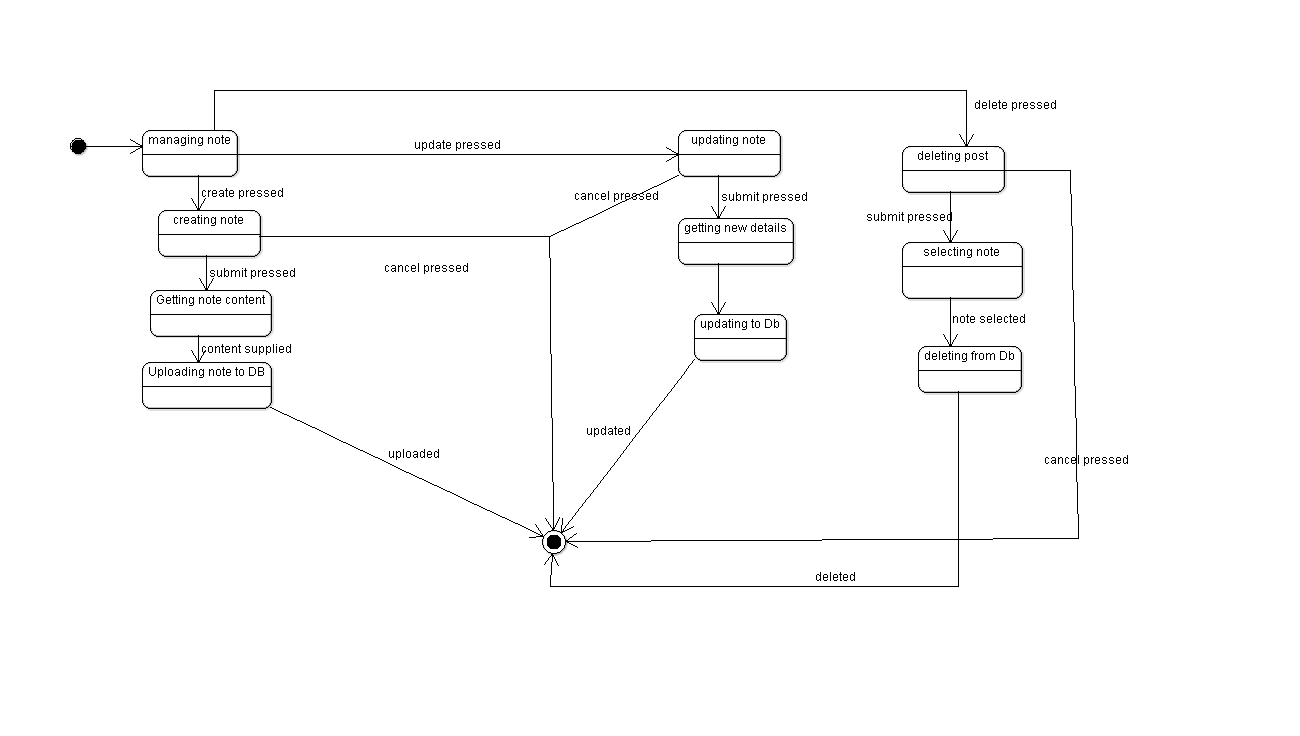 delete pressed
managing note
update pressed
updating note
deleting post
create pressed
cancel pressed
submit pressed
creating note
submit pressed
getting new details
selecting note
cancel pressed
submit pressed
Getting note content
note selected
updating to Db
content supplied
deleting from Db
Uploading note to DB
updated
uploaded
cancel pressed
deleted